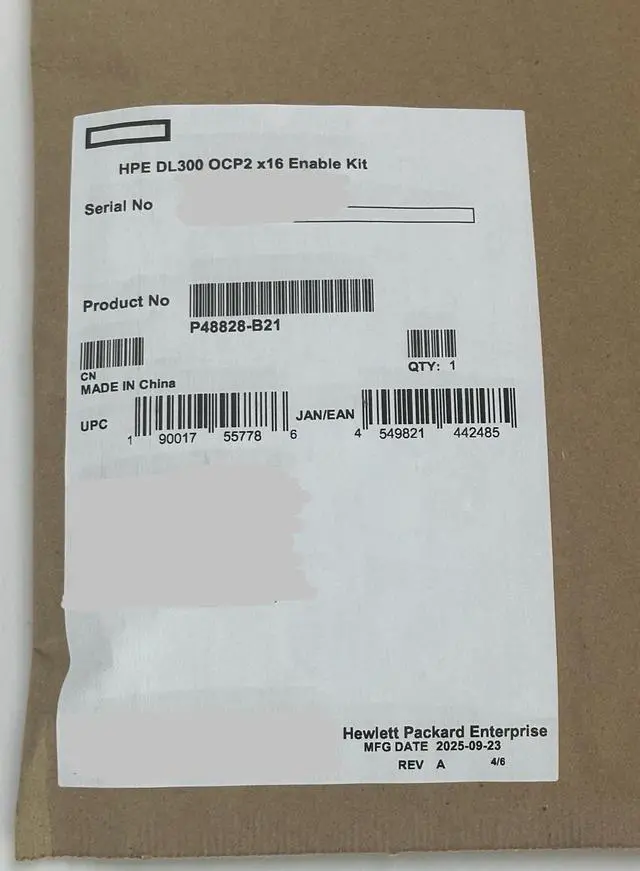 HPE DL300 OCP2 x16 Enable Kit
Serial No
Product No
P48828-B21
CN
MADE IN China
QTY: 1
UPC
1 90017 55778 6
JAN/EAN
4 549821 442485
Hewlett Packard Enterprise
MFG DATE 2025-09-23
REV A 4/6